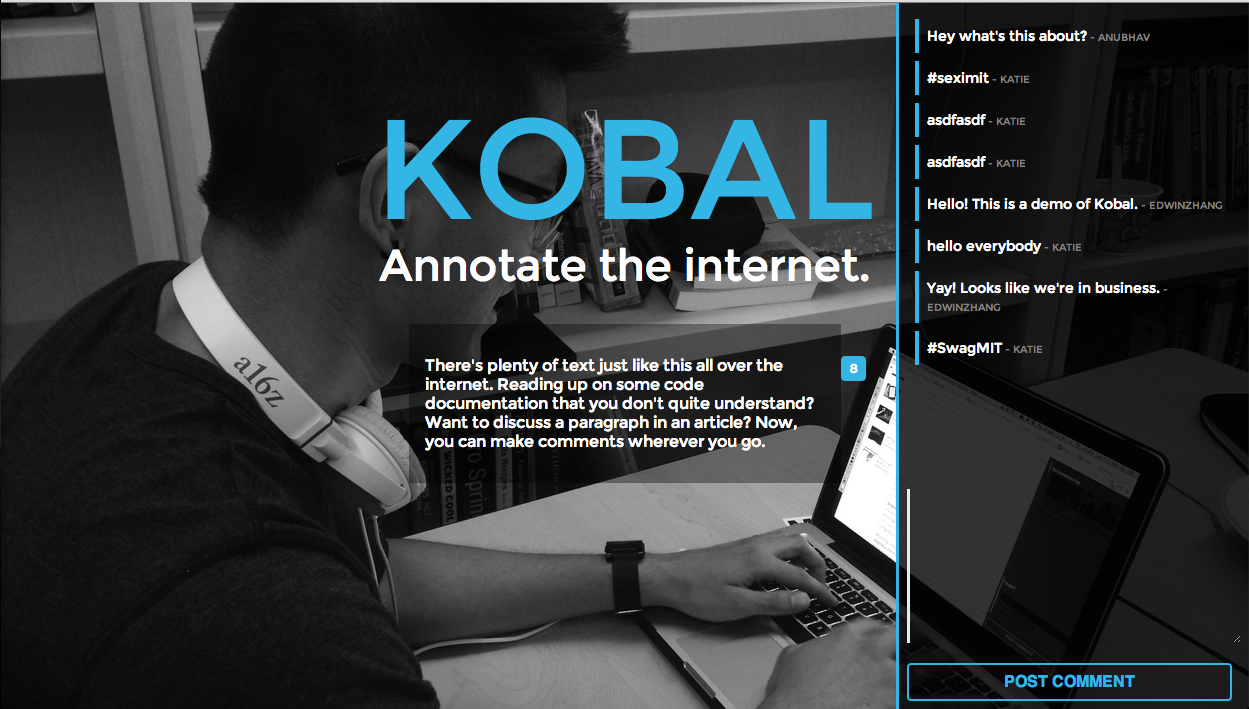 KOBAL
Annotate the internet.
There's plenty of text just like this all over the
internet. Reading up on some code
documentation that you don't quite understand?
Want to discuss a paragraph in an article? Now,
you can make comments wherever you go.
8
a16z
WICKED COOL
Hey what's this about? - ANUBHAV
#seximit - KATIE
asdfasdf - KATIE
asdfasdf - KATIE
Hello! This is a demo of Kobal. - EDWINZHANG
hello everybody - KATIE
Yay! Looks like we're in business. -
EDWINZHANG
#SwagMIT - KATIE
POST COMMENT